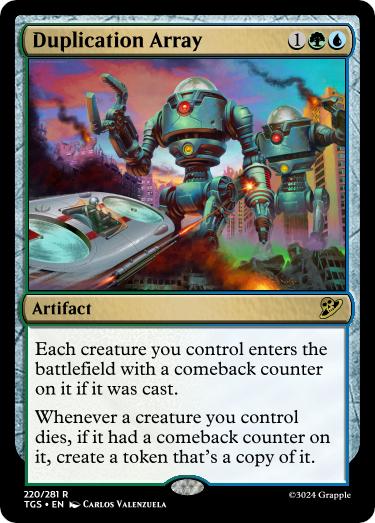 Duplication Array 1
Artifact
Each creature you control enters the
battlefield with a comeback counter
on it if it was cast.
Whenever a creature you control
dies, if it had a comeback counter on
it, create a token that's a copy of it.
220/281 R
TGS • EN Carlos Valenzuela
©3024 Grapple